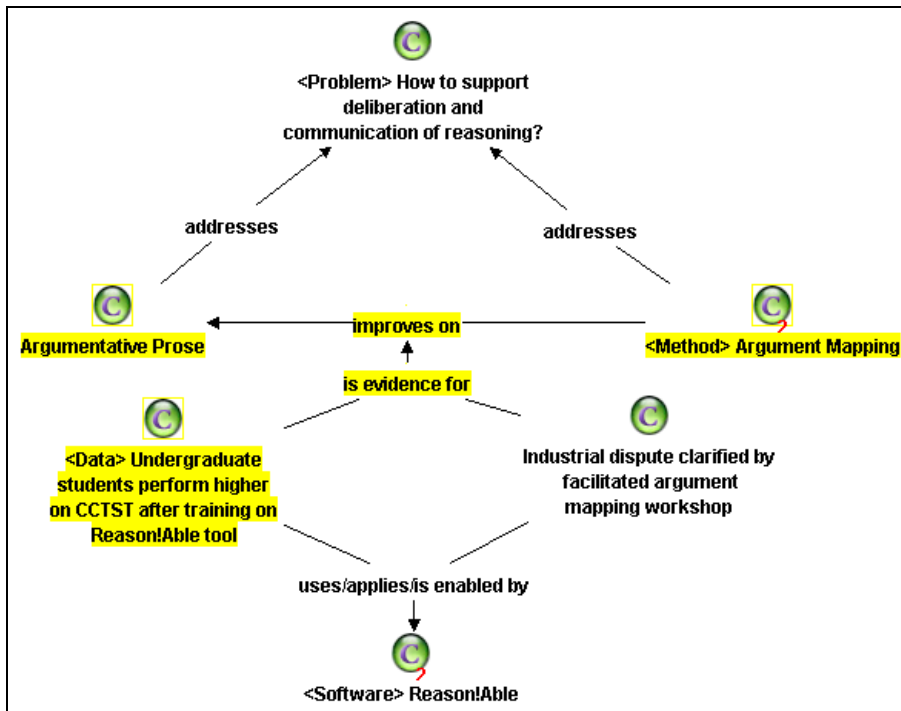 C
<Problem> How to support
deliberation and
communication of reasoning?
addresses
addresses
C
C
?
improves on
Argumentative Prose
<Method> Argument Mapping
is evidence for
C
C
<Data> Undergraduate
students perform higher
on CCTST after training on
Reason!Able tool
Industrial dispute clarified by
facilitated argument
mapping workshop
uses/applies/is enabled by
C
?
<Software> Reason!Able